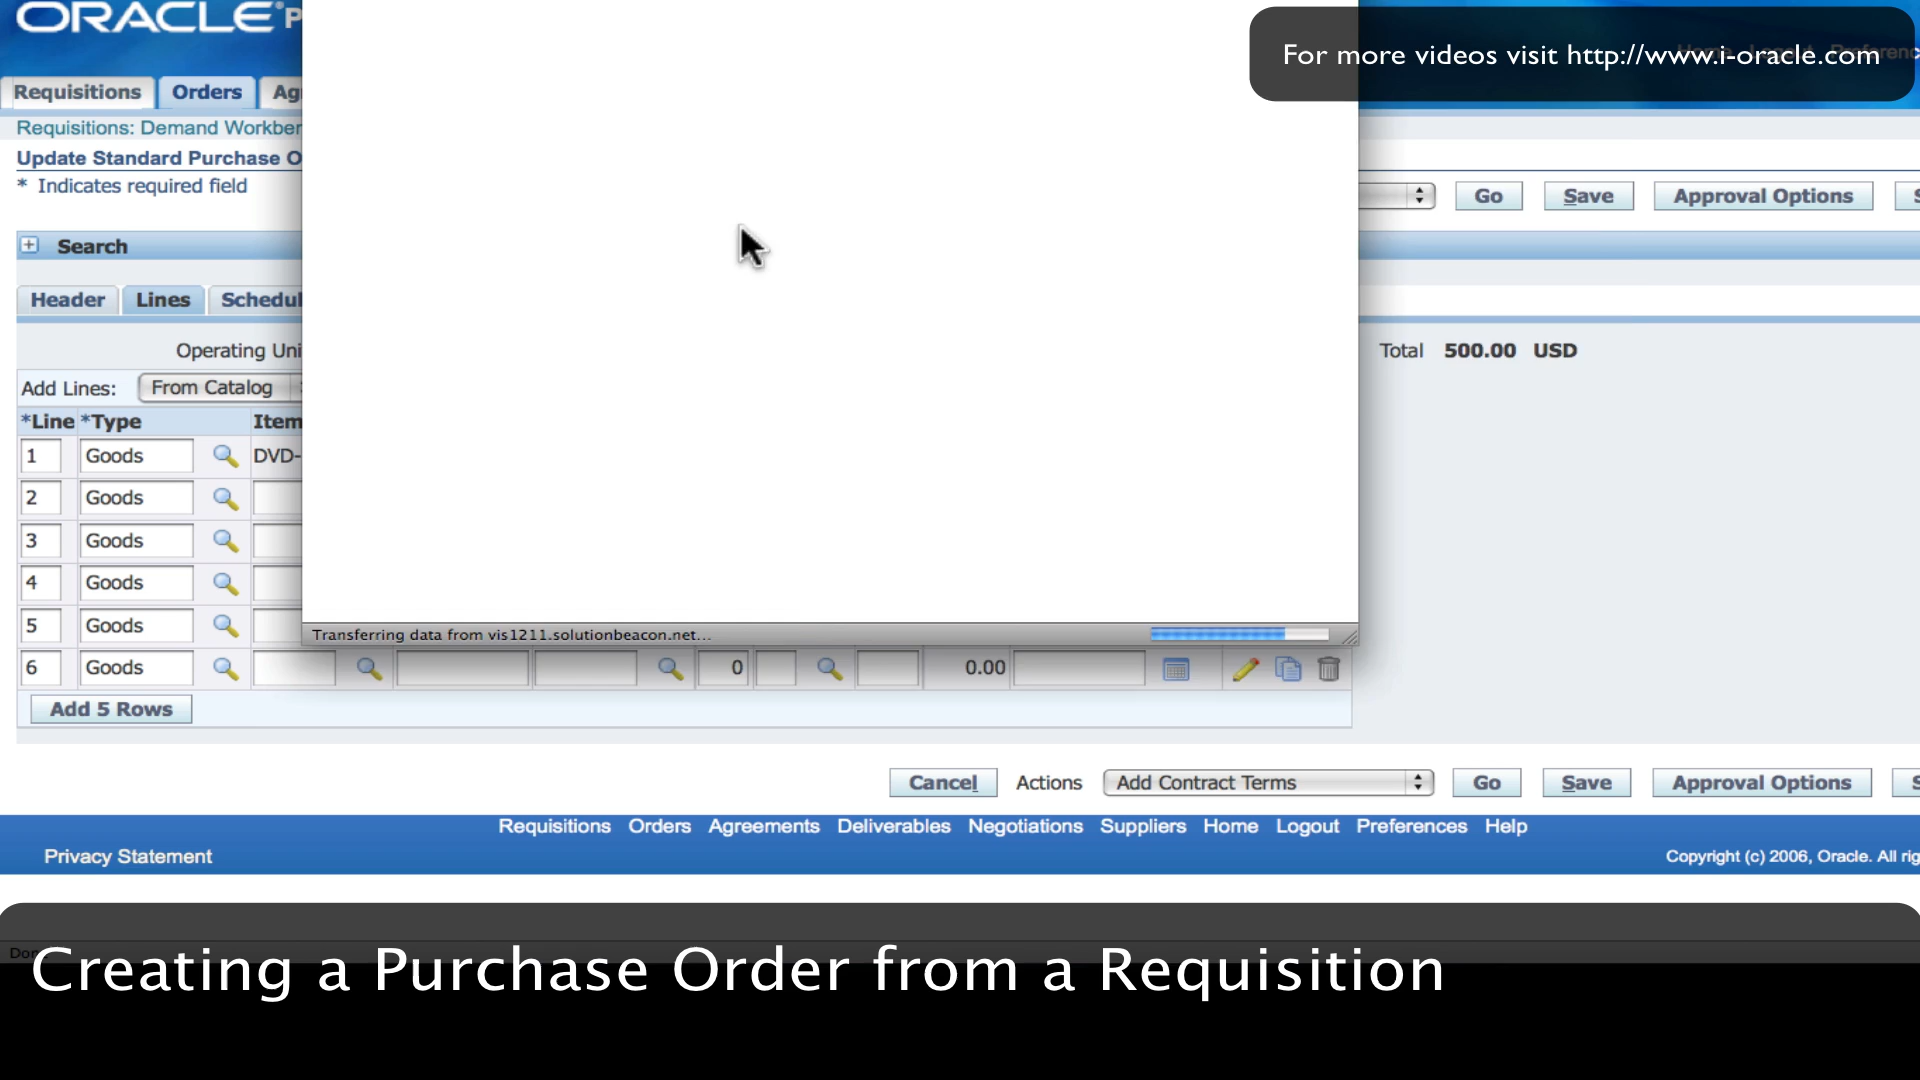 ORACLE® P
For more videos visit http://www.i-oracle.com
Requisitions Orders Ag
Requisitions: Demand Workber
Update Standard Purchase O
* Indicates required field
Go Save Approval Options S
Search
Header Lines Schedul
Operating Uni
Total 500.00 USD
Add Lines: From Catalog
*Line *Type Item
1 Goods DVD-
2 Goods
3 Goods
4 Goods
5 Goods
Transferring data from vis1211.solutionbeacon.net...
6 Goods 0 0.00
Add 5 Rows
Cancel Actions Add Contract Terms Go Save Approval Options S
Requisitions Orders Agreements Deliverables Negotiations Suppliers Home Logout Preferences Help
Privacy Statement
Copyright (c) 2006, Oracle. All rig
Creating a Purchase Order from a Requisition